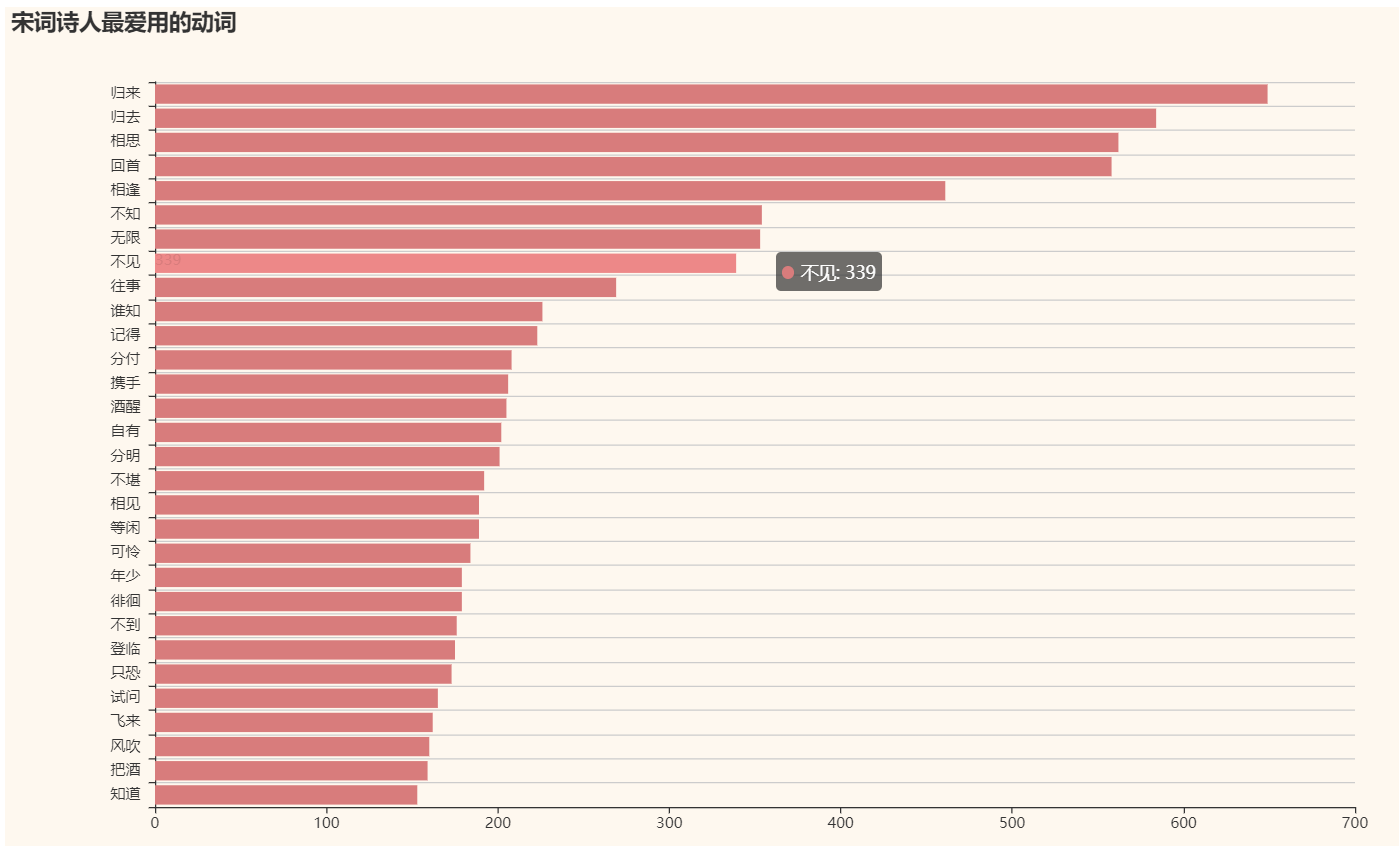 宋词诗人最爱用的动词
归来
归去
相思
回首
相逢
不知
无限
不见 339
不见: 339
往事
谁知
记得
分付
携手
酒醒
自有
分明
不堪
相见
等闲
可怜
年少
徘徊
不到
登临
只恐
试问
飞来
风吹
把酒
知道
0 100 200 300 400 500 600 700